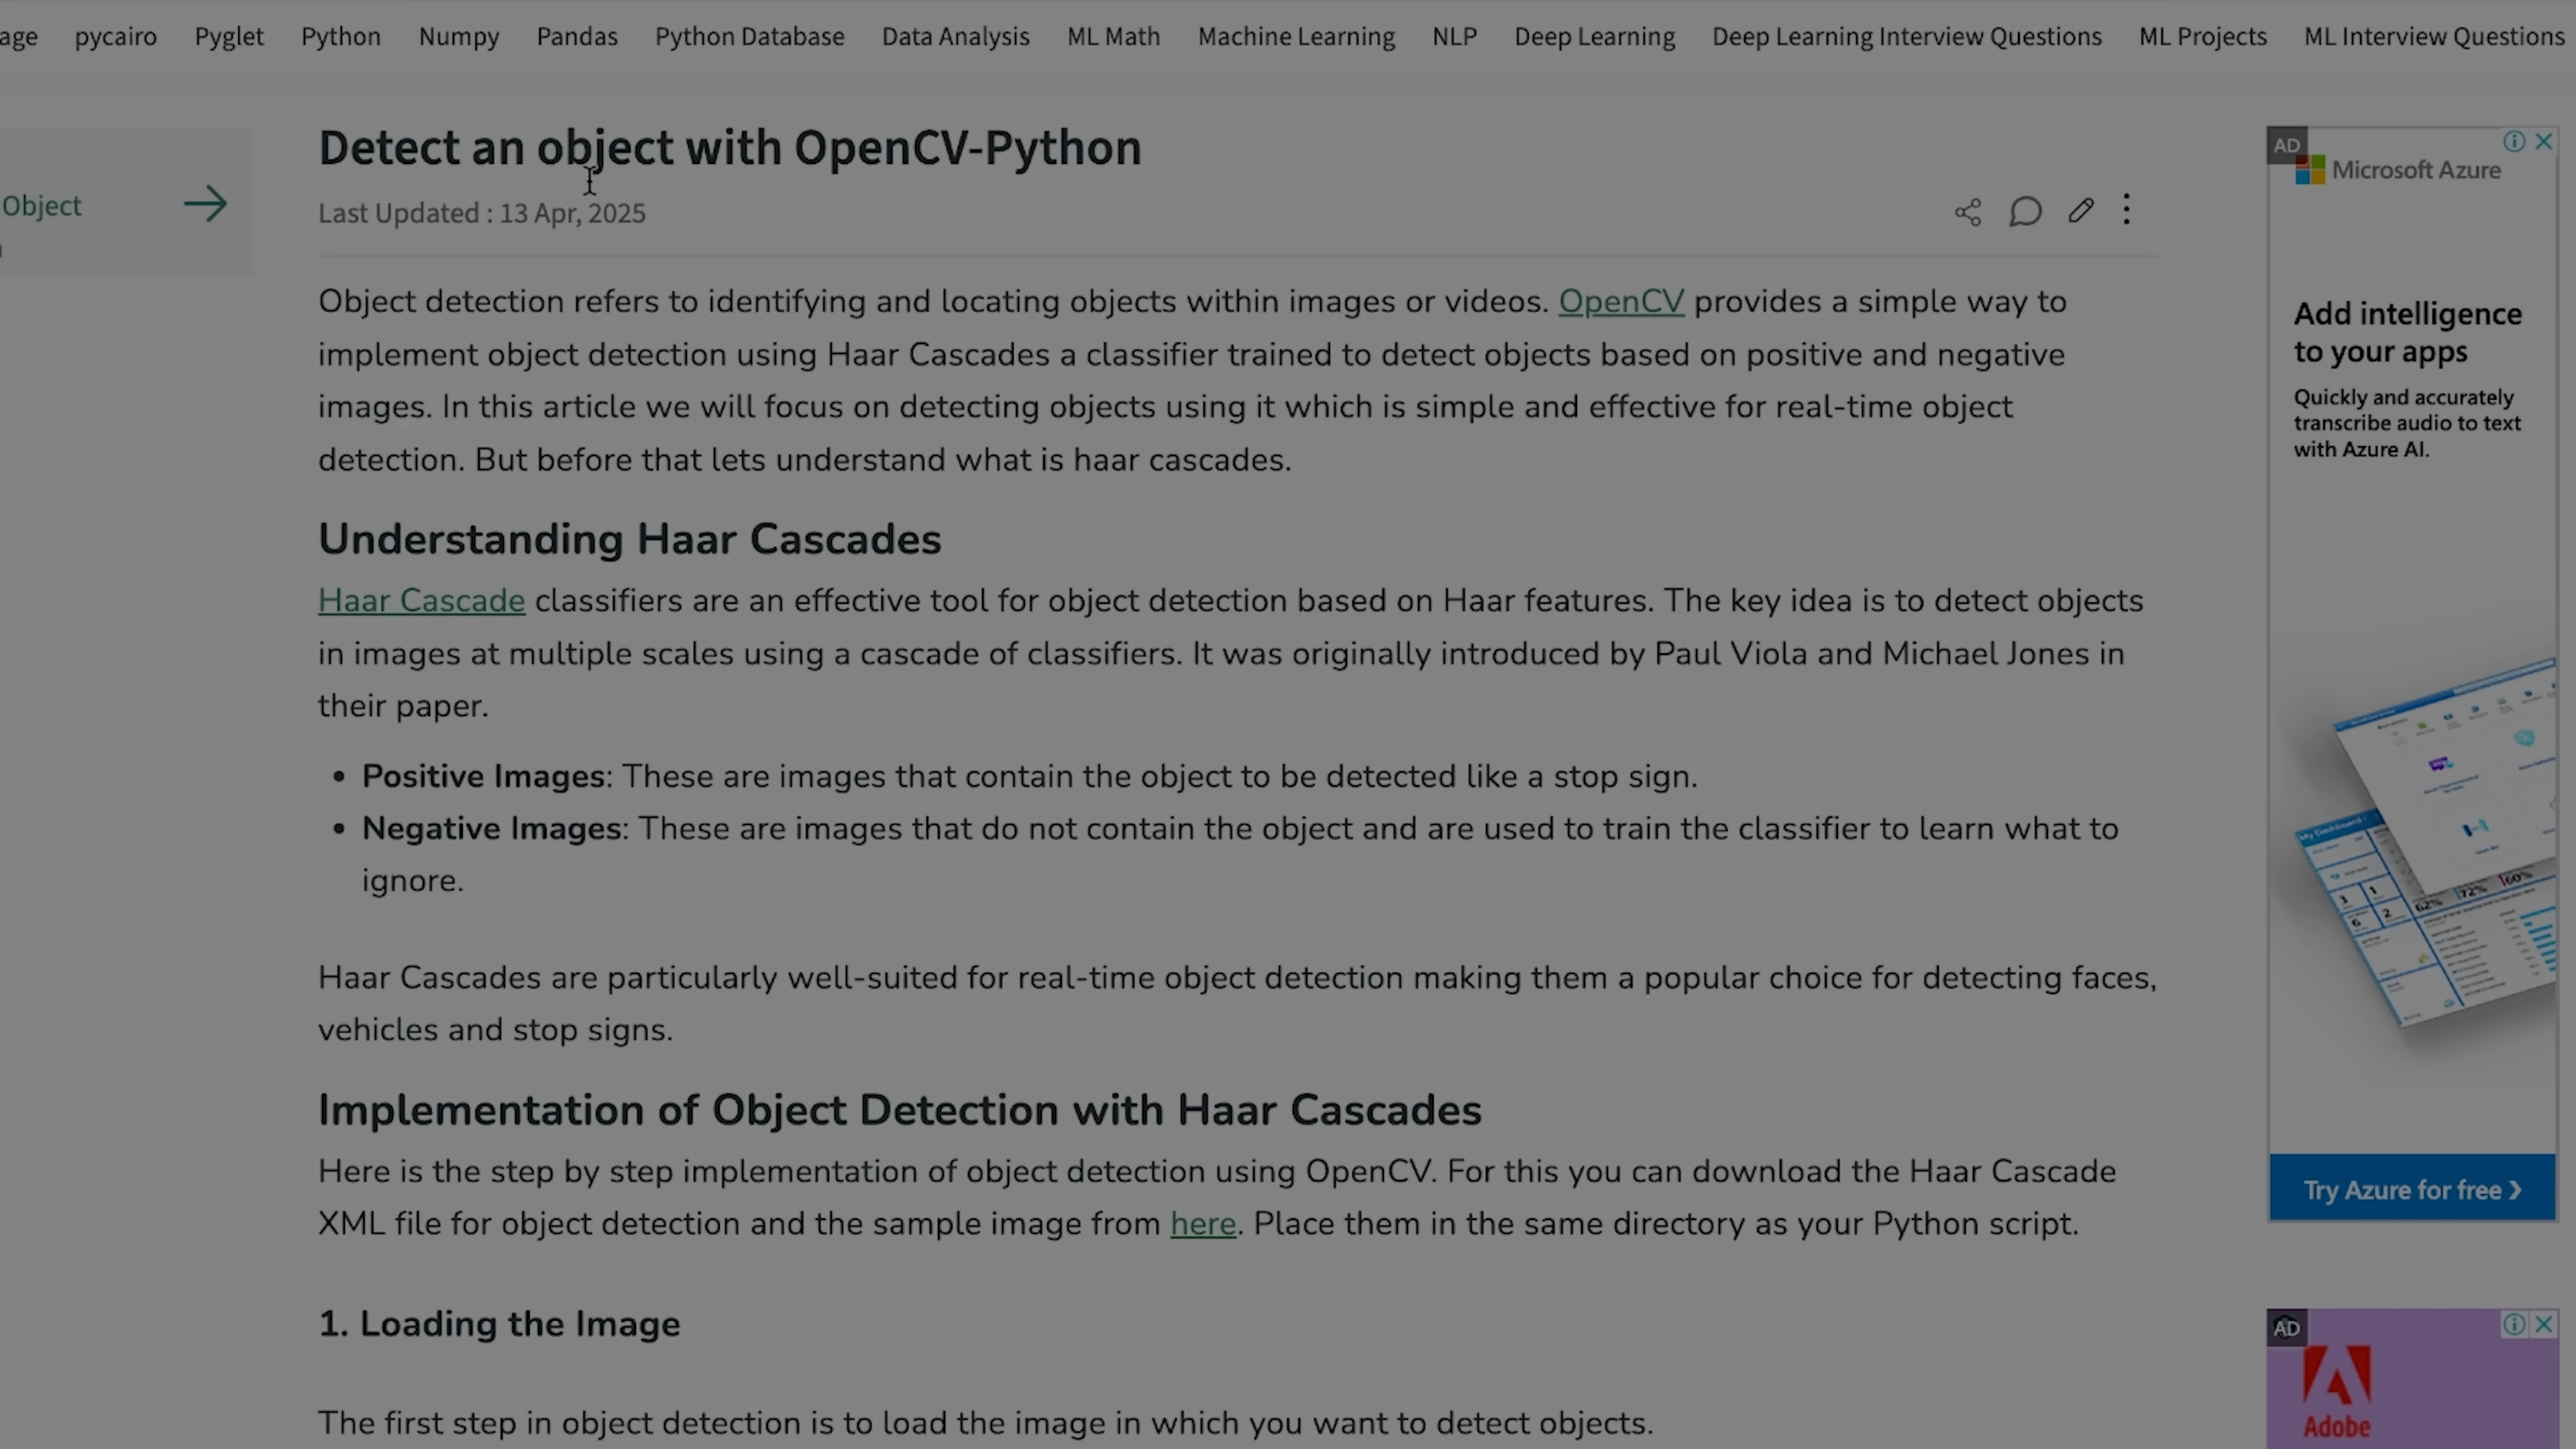 age pycairo Pyglet Python Numpy Pandas Python Database Data Analysis ML Math Machine Learning NLP Deep Learning Deep Learning Interview Questions ML Projects ML Interview Questions
Object
Detect an object with OpenCV-Python
Last Updated : 13 Apr, 2025
Object detection refers to identifying and locating objects within images or videos. OpenCV provides a simple way to
implement object detection using Haar Cascades a classifier trained to detect objects based on positive and negative
images. In this article we will focus on detecting objects using it which is simple and effective for real-time object
detection. But before that lets understand what is haar cascades.
Understanding Haar Cascades
Haar Cascade classifiers are an effective tool for object detection based on Haar features. The key idea is to detect objects
in images at multiple scales using a cascade of classifiers. It was originally introduced by Paul Viola and Michael Jones in
their paper.
• Positive Images: These are images that contain the object to be detected like a stop sign.
• Negative Images: These are images that do not contain the object and are used to train the classifier to learn what to
ignore.
Haar Cascades are particularly well-suited for real-time object detection making them a popular choice for detecting faces,
vehicles and stop signs.
Implementation of Object Detection with Haar Cascades
Here is the step by step implementation of object detection using OpenCV. For this you can download the Haar Cascade
XML file for object detection and the sample image from here. Place them in the same directory as your Python script.
1. Loading the Image
The first step in object detection is to load the image in which you want to detect objects.
AD
Microsoft Azure
Add intelligence
to your apps
Quickly and accurately
transcribe audio to text
with Azure AI.
My Dashboard
62% 72% 60%
Try Azure for free ❯
AD
Adobe